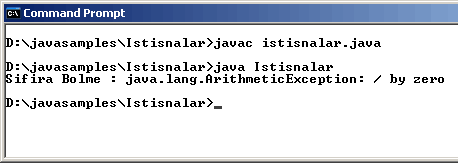 Command Prompt
D:\javasamples\Istisnalar>javac istisnalar.java
D:\javasamples\Istisnalar>java Istisnalar
Sifira Bolme : java.lang.ArithmeticException: / by zero
D:\javasamples\Istisnalar>_